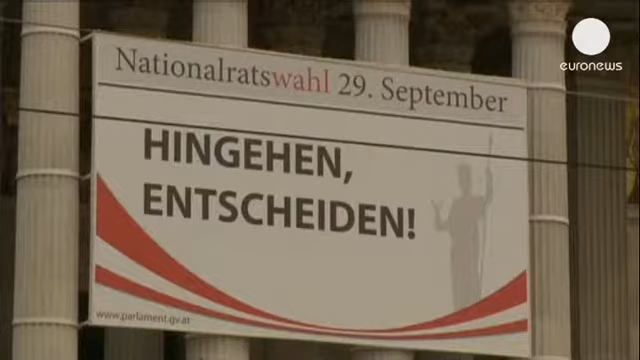 euronews
Nationalratswahl 29. September
HINGEHEN,
ENTSCHEIDEN!
www.parlament.gv.at